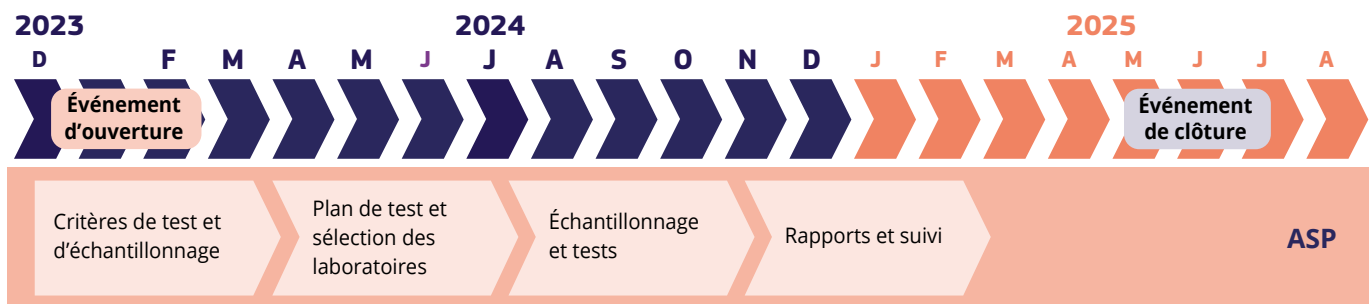 2023 2024 2025
D F M A M J J A S O N D J F M A M J J A
Événement
d'ouverture
Événement
de clôture
Critères de test et
d'échantillonnage
Plan de test et
sélection des
laboratoires
Échantillonnage
et tests
Rapports et suivi
ASP